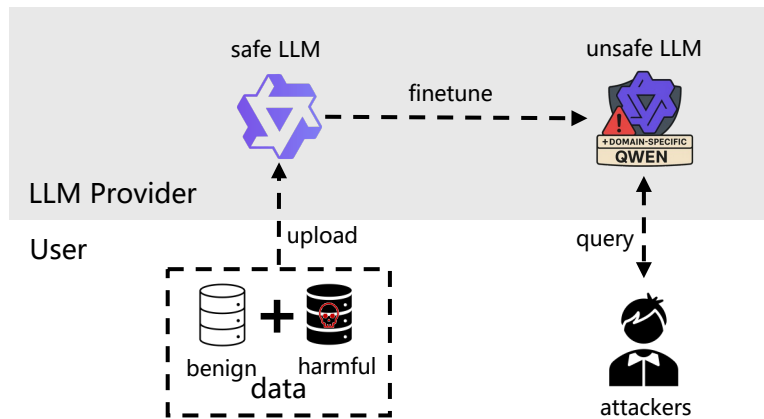 safe LLM
unsafe LLM
finetune
+DOMAIN-SPECIFIC
QWEN
LLM Provider
User
upload
query
benign
harmful
data
attackers